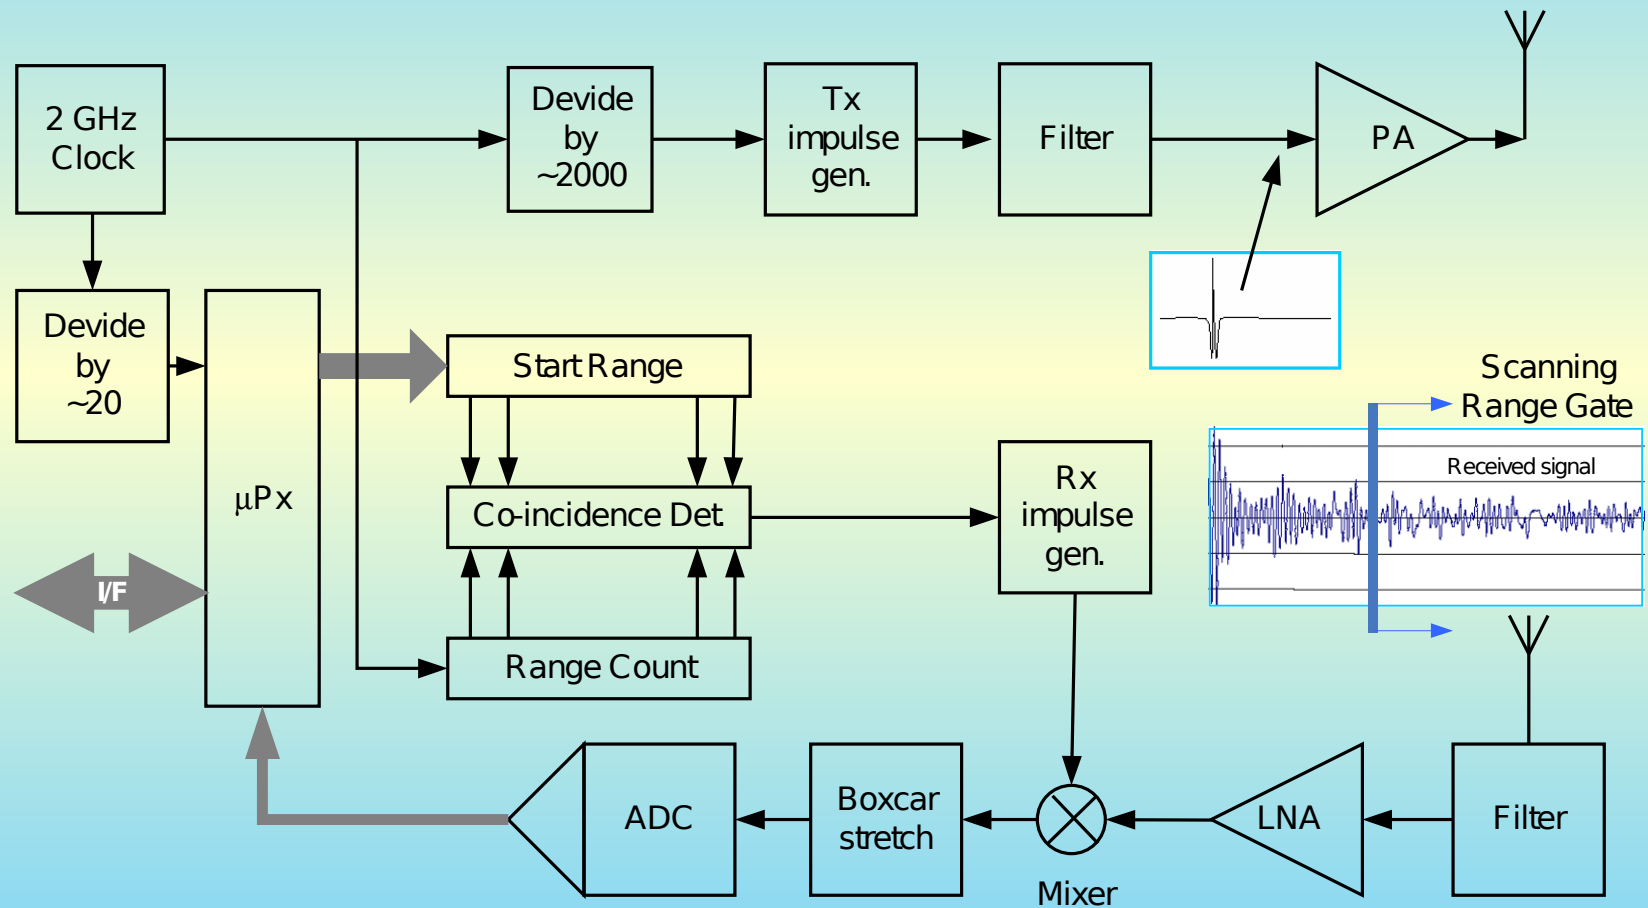 2 GHz
Clock
Devide
by
~2000
Tx
impulse
gen.
Filter
PA
Devide
by
~20
μPx
Start Range
Scanning
Range Gate
Received signal
Co-incidence Det.
Rx
impulse
gen.
I/F
Range Count
ADC
Boxcar
stretch
Mixer
LNA
Filter